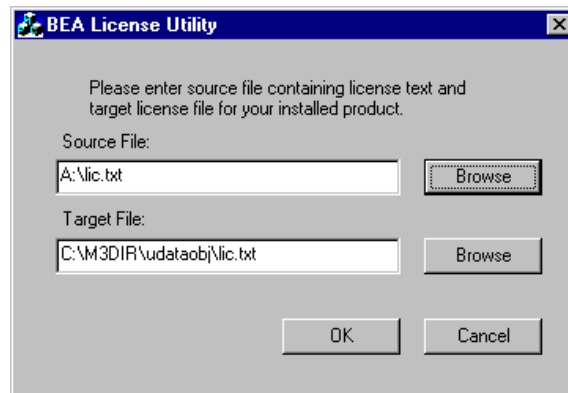 BEA License Utility
Please enter source file containing license text and
target license file for your installed product.
Source File:
A:\lic.txt
Browse
Target File:
C:\M3DIR\udataobj\lic.txt
Browse
OK
Cancel